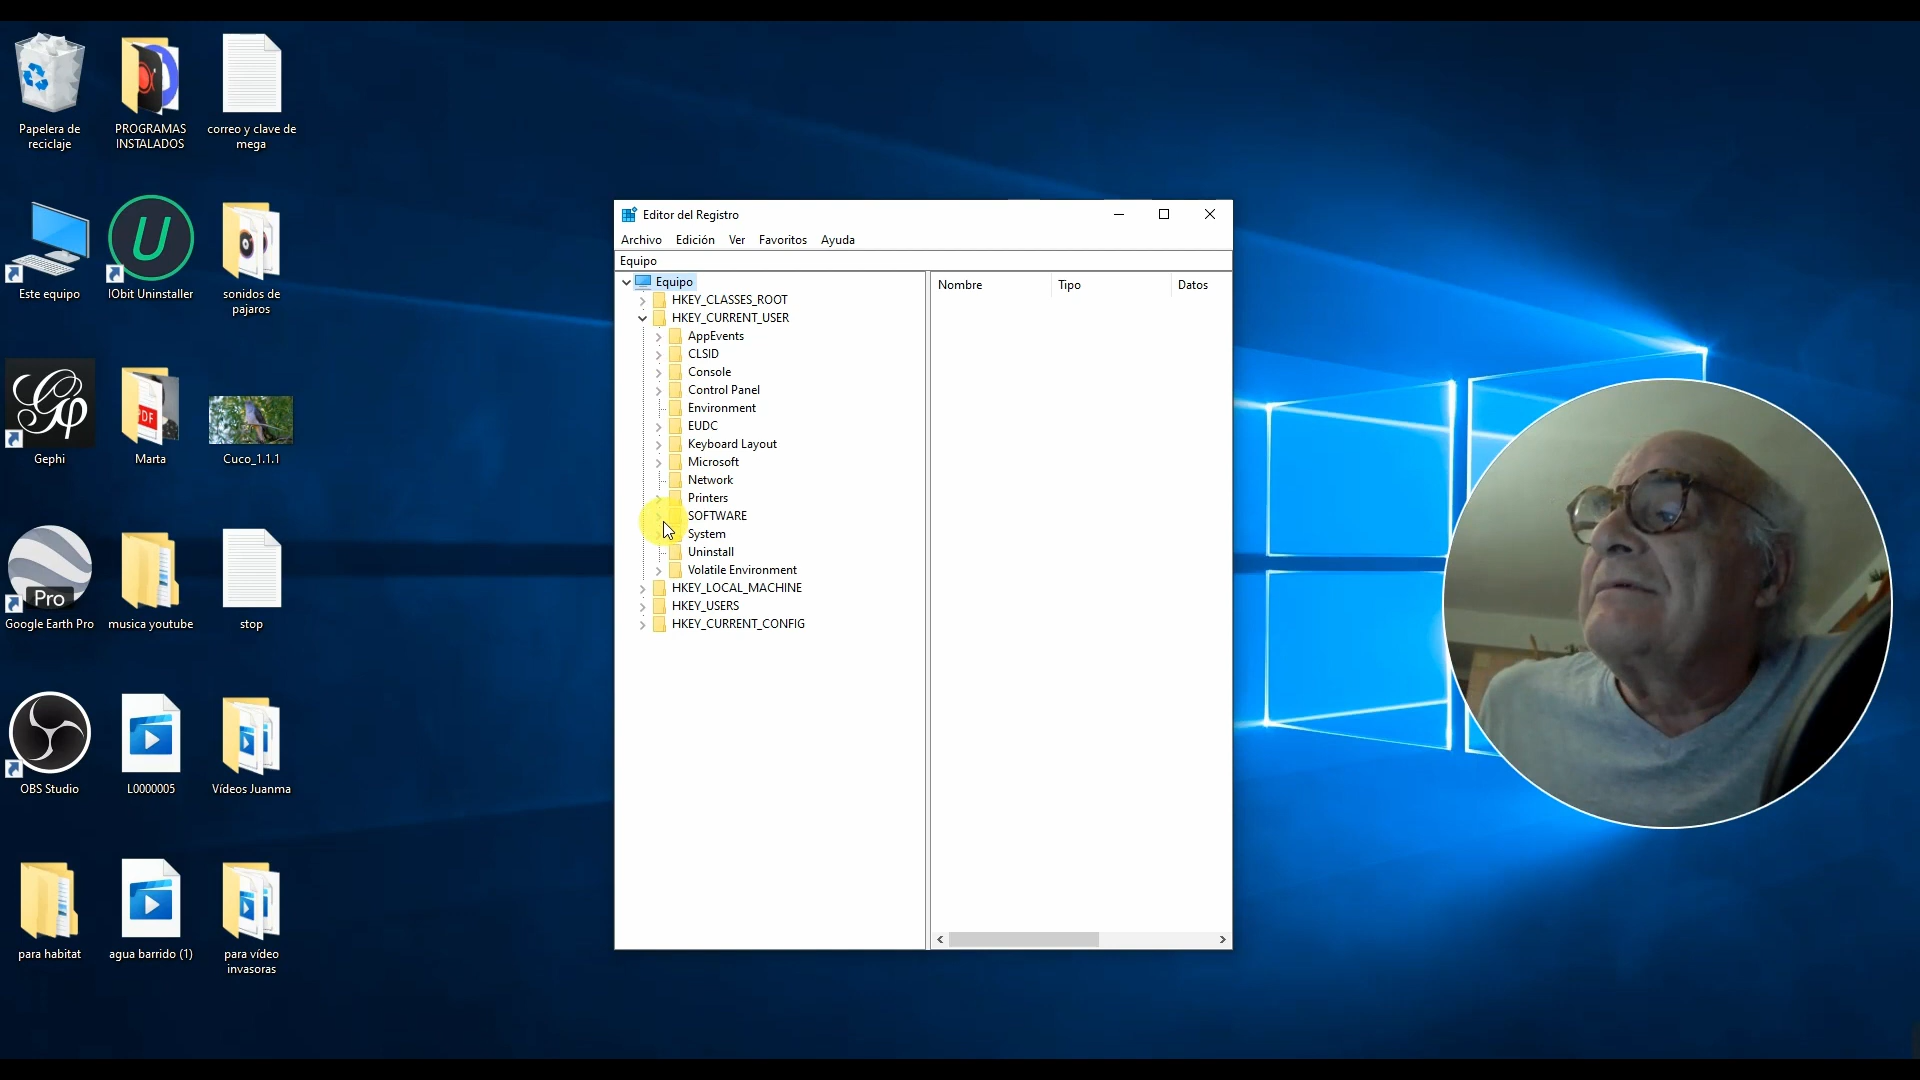 Papelera de
reciclaje
PROGRAMAS
INSTALADOS
correo y clave de
mega
Este equipo
U
IObit Uninstaller
sonidos de
pajaros
Gephi
PDF
Marta
Cuco_1.1.1
Pro
Google Earth Pro
musica youtube
stop
OBS Studio
L0000005
Vídeos Juanma
para habitat
agua barrido (1)
para vídeo
invasoras
Editor del Registro
Archivo Edición Ver Favoritos Ayuda
Equipo
Equipo
HKEY_CLASSES_ROOT
HKEY_CURRENT_USER
AppEvents
CLSID
Console
Control Panel
Environment
EUDC
Keyboard Layout
Microsoft
Network
Printers
SOFTWARE
System
Uninstall
Volatile Environment
HKEY_LOCAL_MACHINE
HKEY_USERS
HKEY_CURRENT_CONFIG
Nombre Tipo Datos